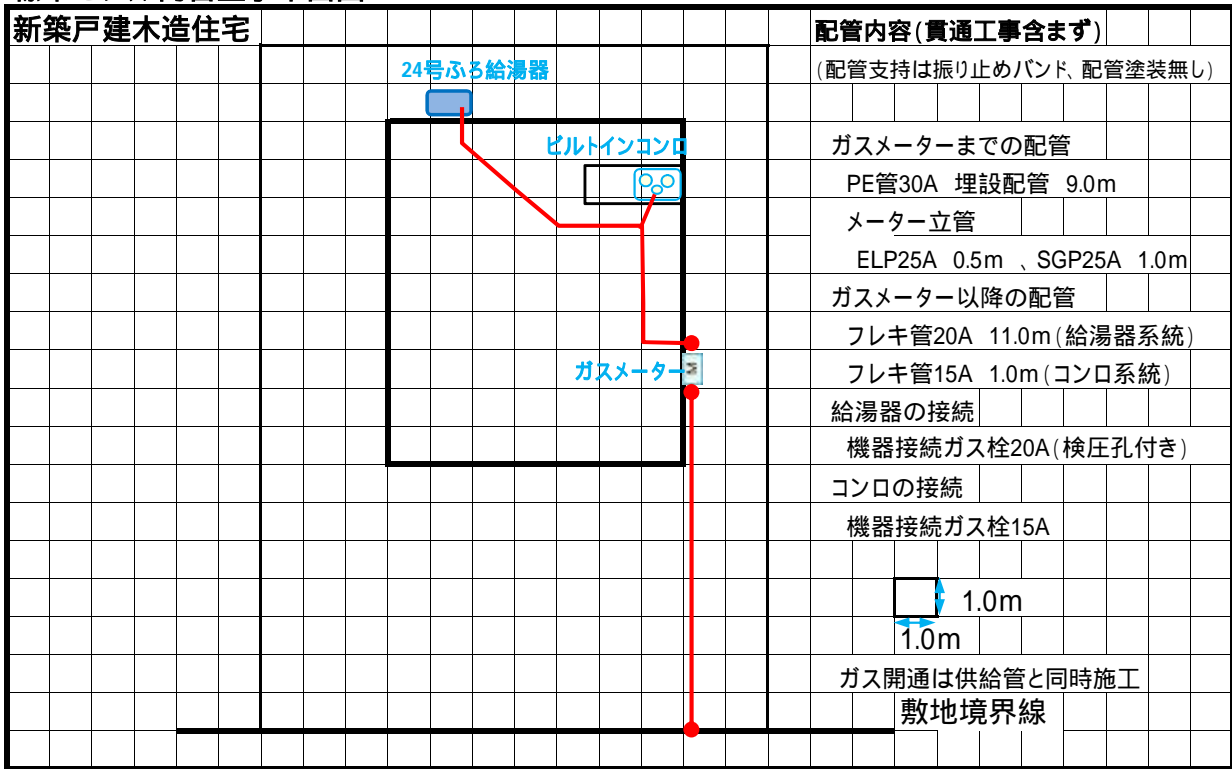 新築戸建木造住宅
配管内容(貫通工事含まず)
24号ふろ給湯器
(配管支持は振り止めバンド、配管塗装無し)
ビルトインコンロ
ガスメーターまでの配管
PE管30A 埋設配管 9.0m
メーター立管
ELP25A 0.5m 、SGP25A 1.0m
ガスメーター以降の配管
フレキ管20A 11.0m(給湯器系統)
ガスメーター
M
フレキ管15A 1.0m(コンロ系統)
給湯器の接続
機器接続ガス栓20A(検圧孔付き)
コンロの接続
機器接続ガス栓15A
1.0m
1.0m
ガス開通は供給管と同時施工
敷地境界線